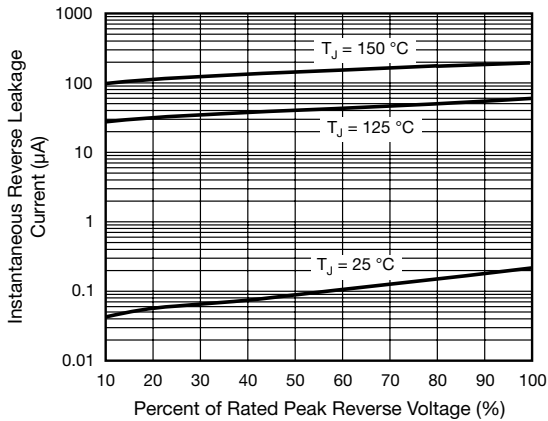 Instantaneous Reverse Leakage
Current (μA)
1000
100
10
1
0.1
0.01
T_J = 150 °C
T_J = 125 °C
T_J = 25 °C
10 20 30 40 50 60 70 80 90 100
Percent of Rated Peak Reverse Voltage (%)